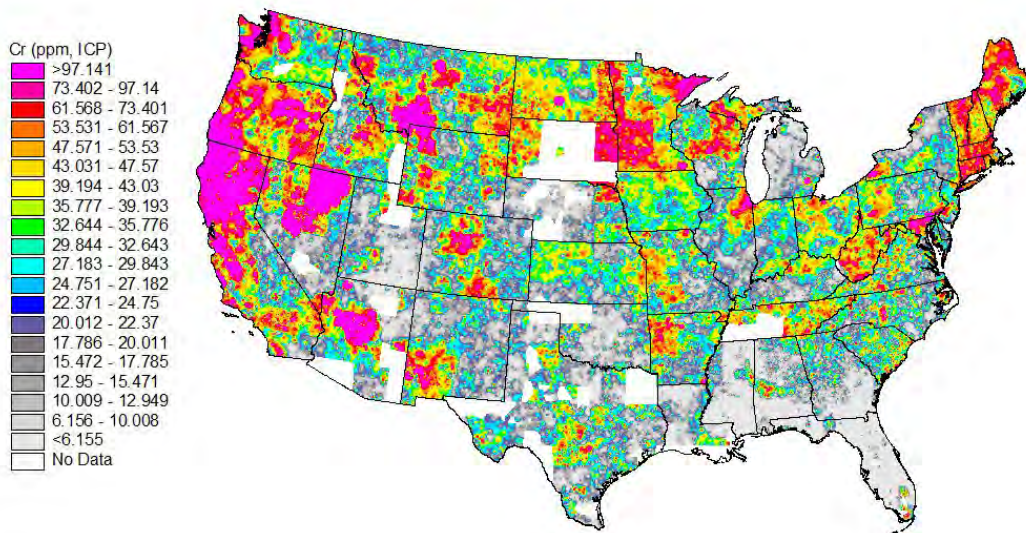 Cr (ppm, ICP)
>97.141
73.402 - 97.14
61.568 - 73.401
53.531 - 61.567
47.571 - 53.53
43.031 - 47.57
39.194 - 43.03
35.777 - 39.193
32.644 - 35.776
29.844 - 32.643
27.183 - 29.843
24.751 - 27.182
22.371 - 24.75
20.012 - 22.37
17.786 - 20.011
15.472 - 17.785
12.95 - 15.471
10.009 - 12.949
6.156 - 10.008
<6.155
No Data